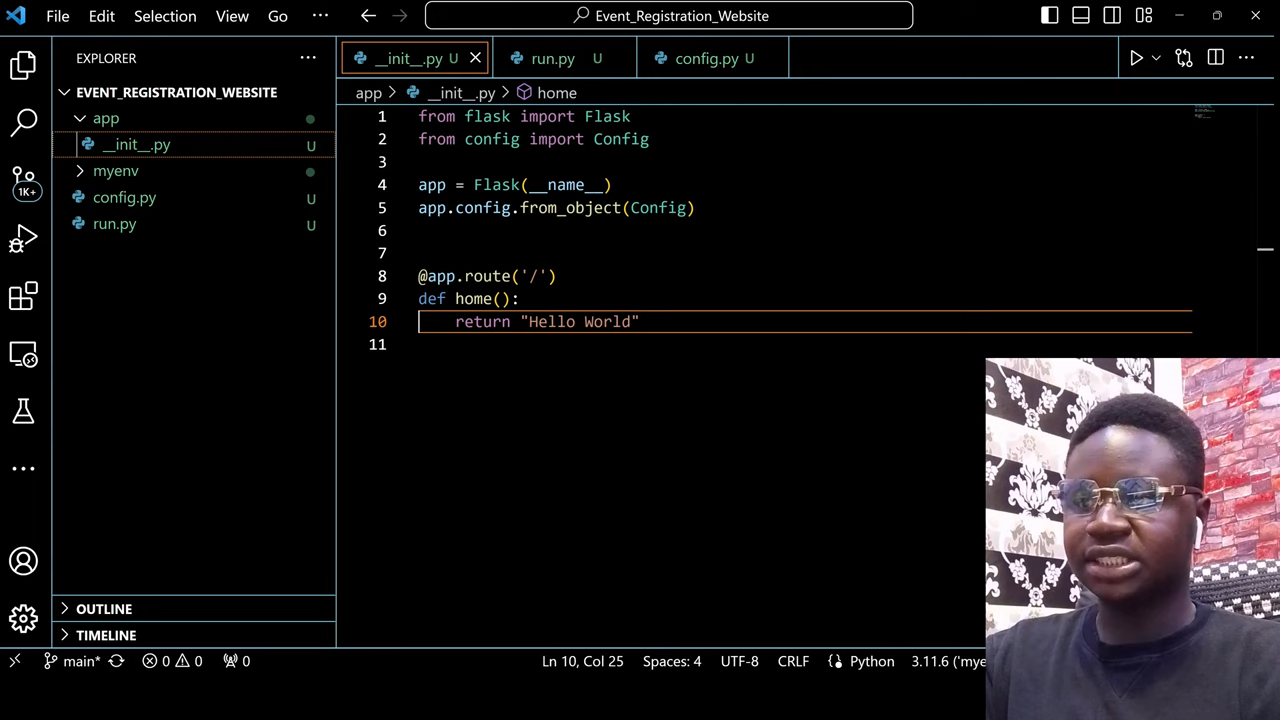 File Edit Selection View Go ··· Event_Registration_Website
EXPLORER ···
EVENT_REGISTRATION_WEBSITE
app
__init__.py U
myenv
config.py U
run.py U
OUTLINE
TIMELINE
1K+
__init__.py U run.py U config.py U
app > __init__.py > home
1 from flask import Flask
2 from config import Config
3
4 app = Flask(__name__)
5 app.config.from_object(Config)
6
7
8 @app.route('/')
9 def home():
10 return "Hello World"
11
main* 0 0 0 Ln 10, Col 25 Spaces: 4 UTF-8 CRLF Python 3.11.6 ('mye